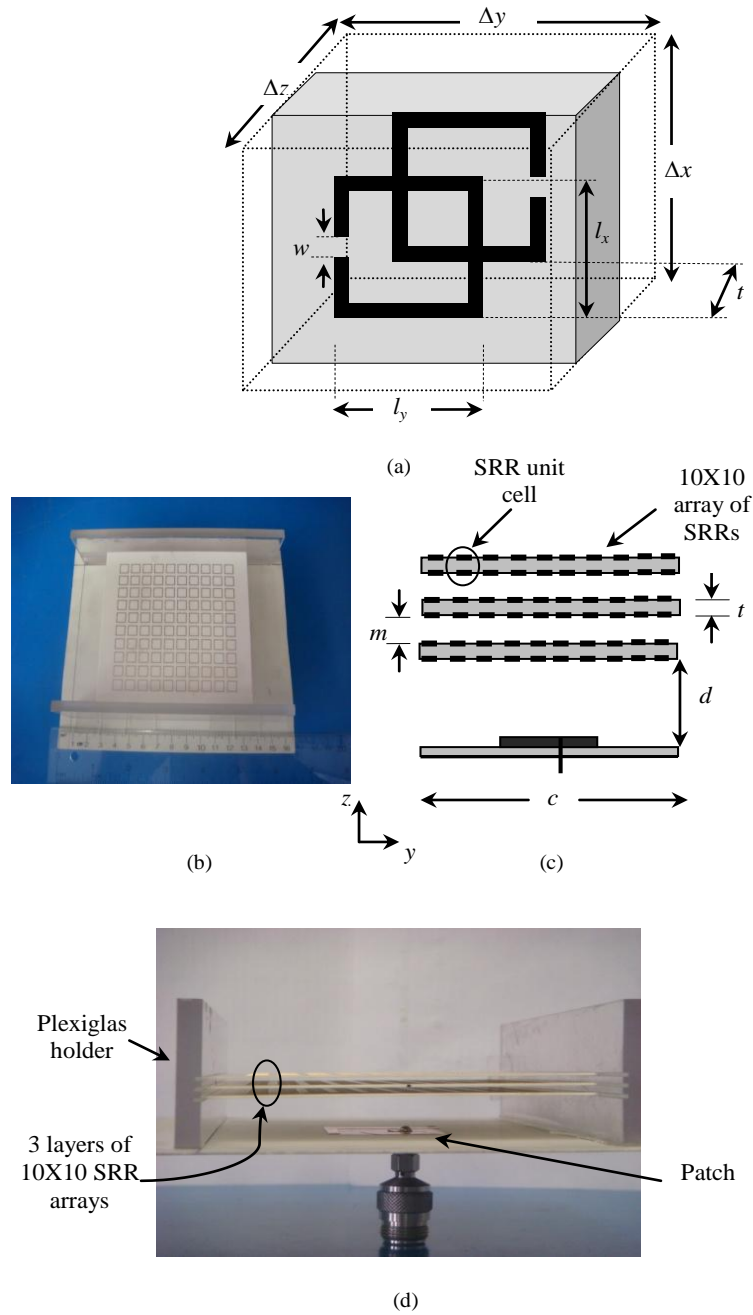 Δy
Δz
Δx
w
l_x
t
l_y
(a)
SRR unit
cell
10X10
array of
SRRs
m
t
d
c
z
y
(b)
(c)
Plexiglas
holder
3 layers of
10X10 SRR
arrays
Patch
(d)